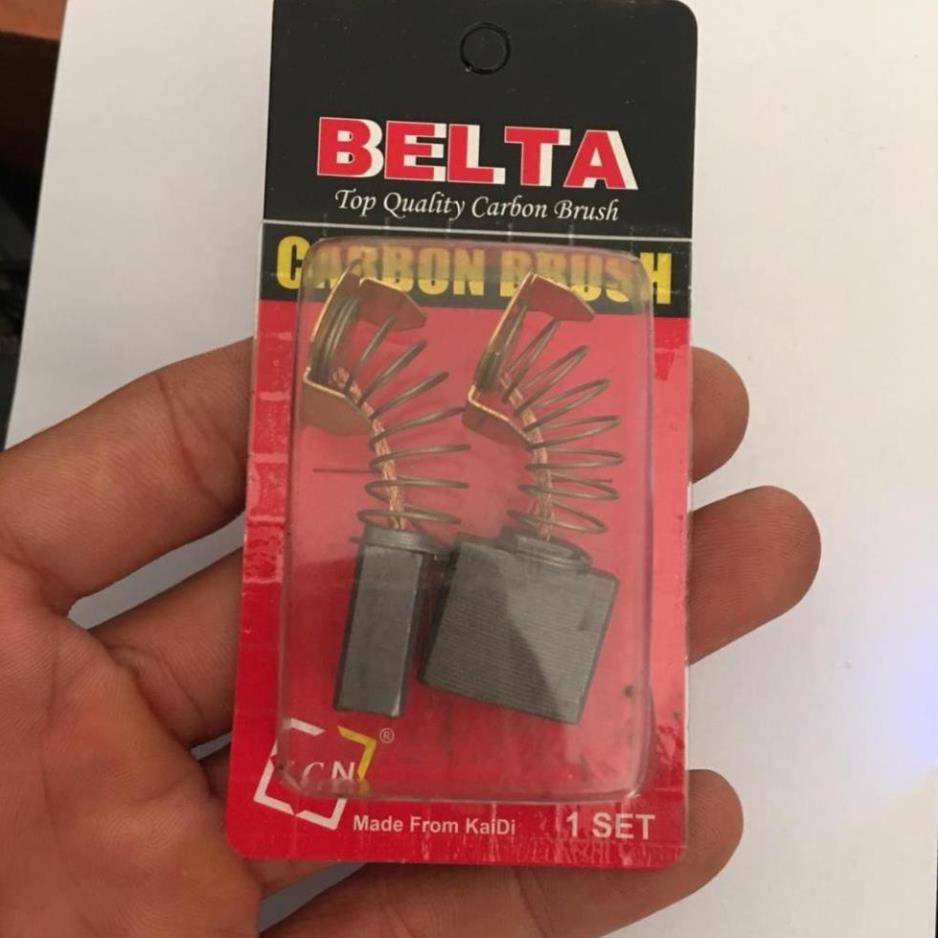 BELTA
Top Quality Carbon Brush
CARBON BRUSH
CN
®
Made From KaiDi
1 SET